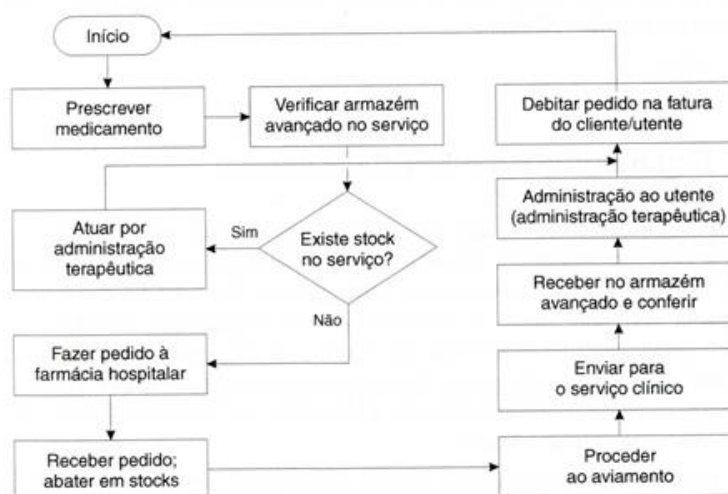 Início
Prescrever
medicamento
Verificar armazém
avançado no serviço
Debitar pedido na fatura
do cliente/utente
Atuar por
administração
terapêutica
Sim
Existe stock
no serviço?
Não
Administração ao utente
(administração terapêutica)
Receber no armazém
avançado e conferir
Fazer pedido à
farmácia hospitalar
Enviar para
o serviço clínico
Receber pedido;
abater em stocks
Proceder
ao aviamento